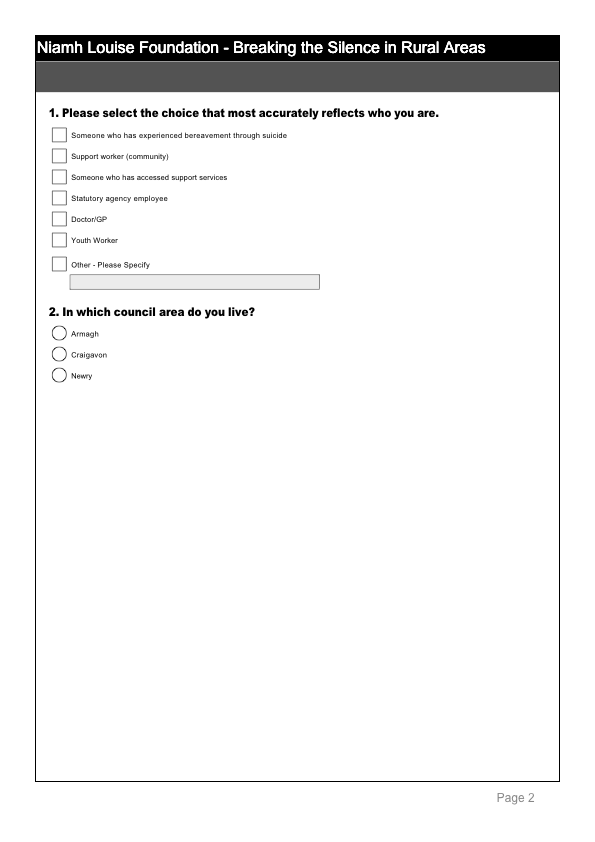 Niamh Louise Foundation - Breaking the Silence in Rural Areas
1. Please select the choice that most accurately reflects who you are.
Someone who has experienced bereavement through suicide
Support worker (community)
Someone who has accessed support services
Statutory agency employee
Doctor/GP
Youth Worker
Other - Please Specify
2. In which council area do you live?
Armagh
Craigavon
Newry
Page 2